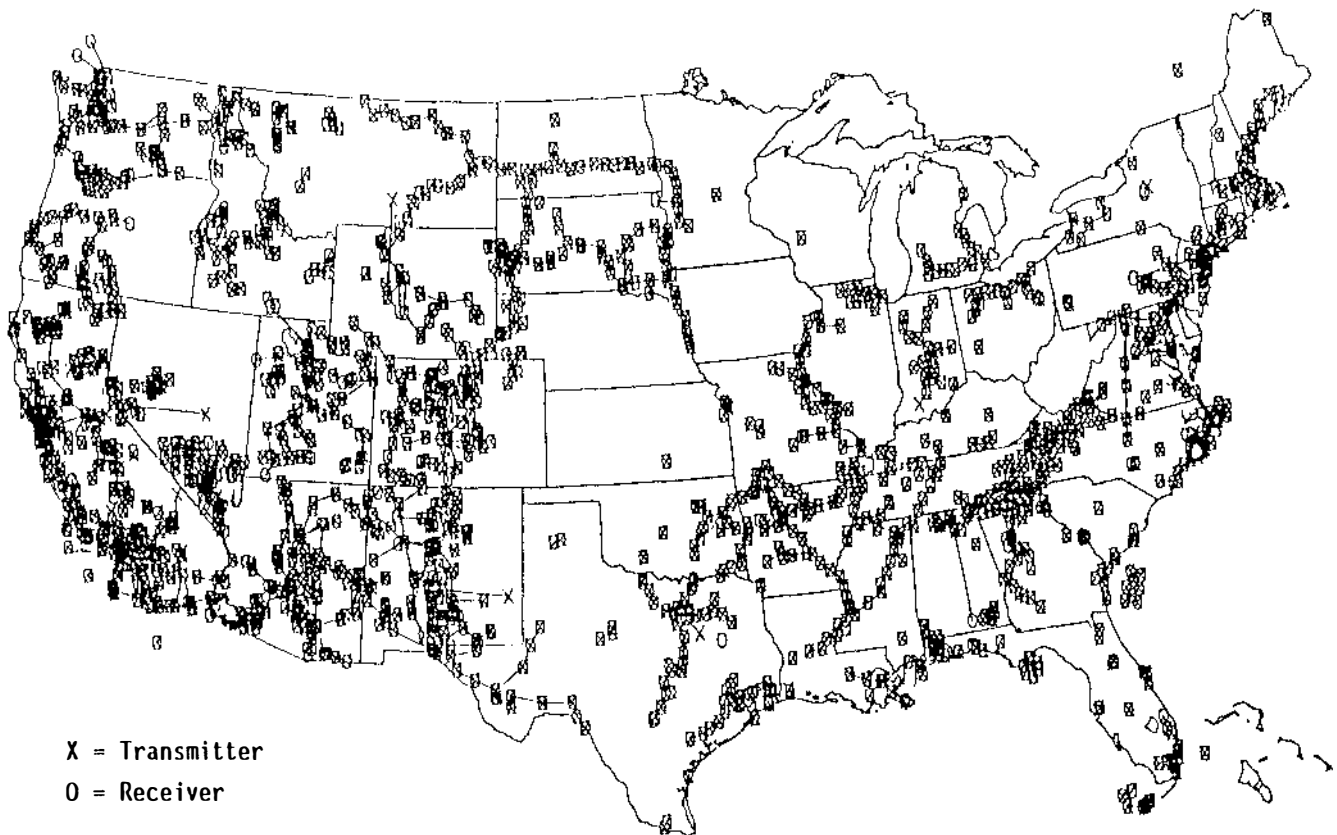 X = Transmitter
O = Receiver